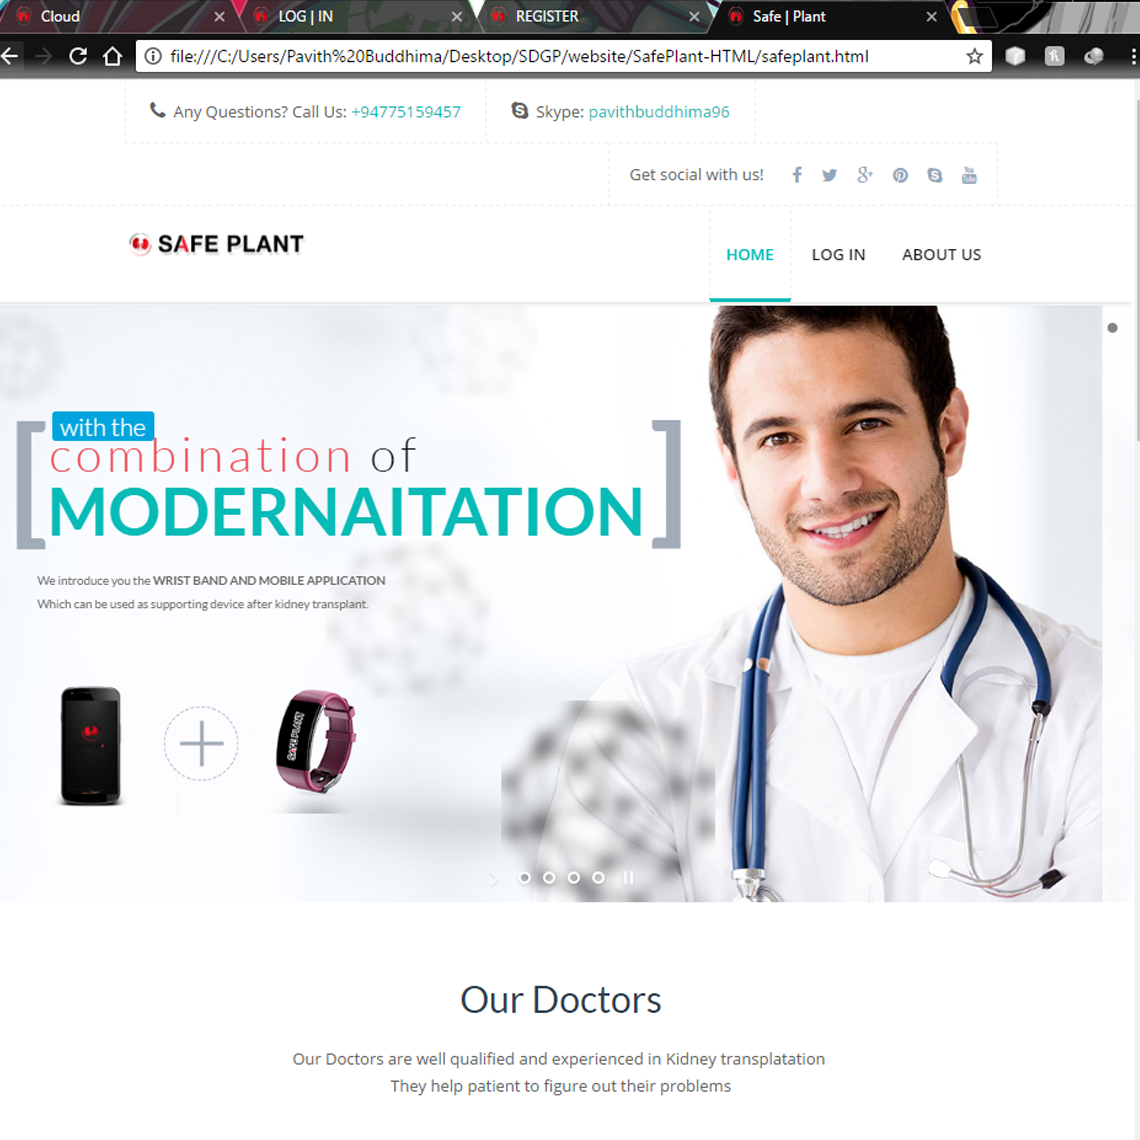 Cloud
LOG | IN
REGISTER
Safe | Plant
file:///C:/Users/Pavith%20Buddhima/Desktop/SDGP/website/SafePlant-HTML/safeplant.html
Any Questions? Call Us: +94775159457
Skype: pavithbuddhima96
Get social with us!
SAFE PLANT
HOME
LOG IN
ABOUT US
with the
combination of
MODERNAITATION
We introduce you the WRIST BAND AND MOBILE APPLICATION
Which can be used as supporting device after kidney transplant.
SAFE PLANT
Our Doctors
Our Doctors are well qualified and experienced in Kidney transplatation
They help patient to figure out their problems